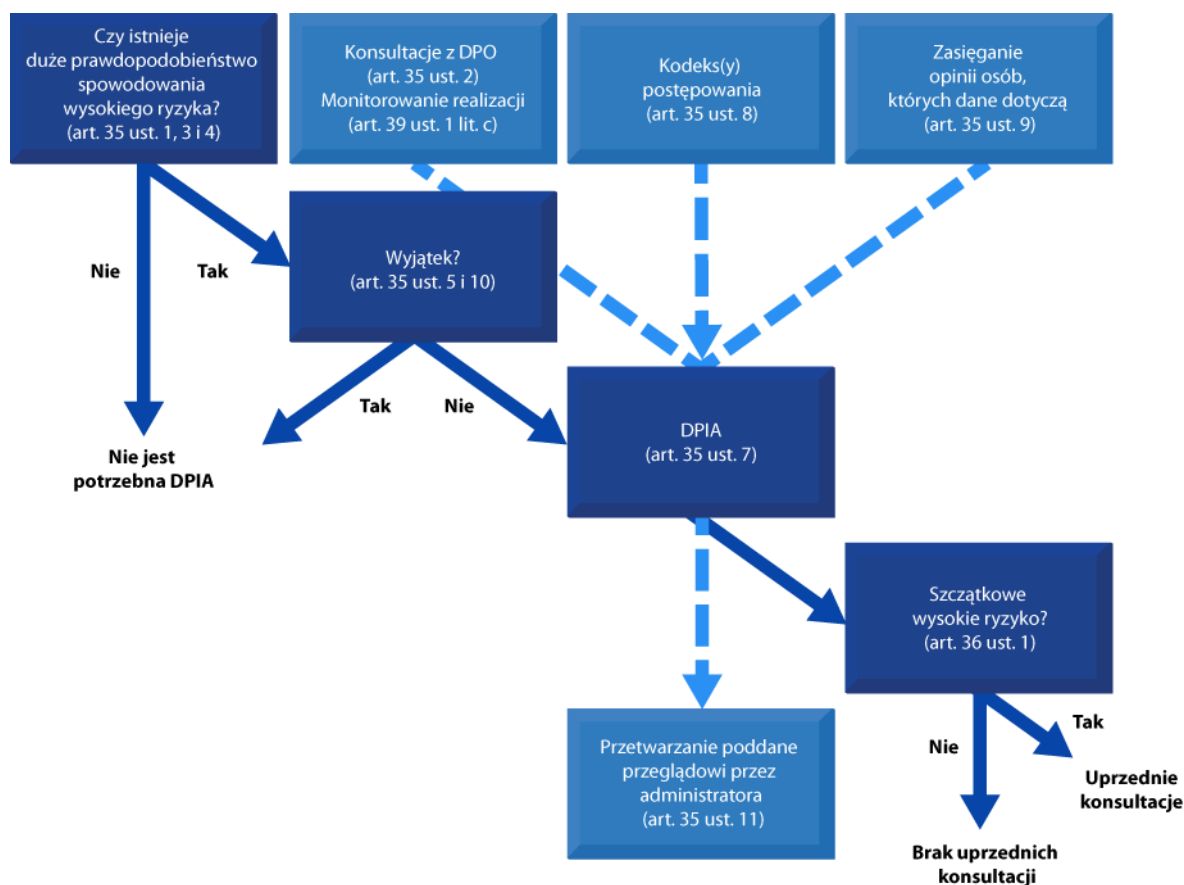 Czy istnieje
duże prawdopodobieństwo
spowodowania
wysokiego ryzyka?
(art. 35 ust. 1, 3 i 4)
Konsultacje z DPO
(art. 35 ust. 2)
Monitorowanie realizacji
(art. 39 ust. 1 lit. c)
Kodeks(y)
postępowania
(art. 35 ust. 8)
Zasięganie
opinii osób,
których dane dotyczą
(art. 35 ust. 9)
Nie
Tak
Wyjątek?
(art. 35 ust. 5 i 10)
Tak
Nie
Nie jest
potrzebna DPIA
DPIA
(art. 35 ust. 7)
Szczątkowe
wysokie ryzyko?
(art. 36 ust. 1)
Przetwarzanie poddane
przeglądowi przez
administratora
(art. 35 ust. 11)
Nie
Tak
Uprzednie
konsultacje
Brak uprzednich
konsultacji